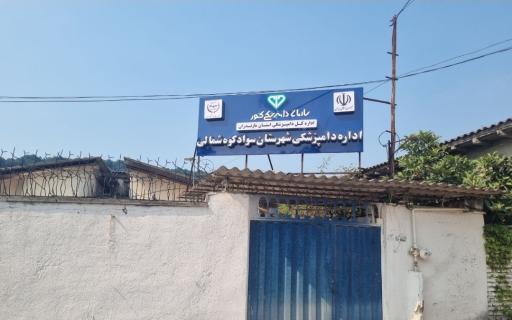 سازمان دامپزشکی کشور
اداره کل دامپزشکی استان مازندران
اداره دامپزشکی شهرستان سوادکوه شمالی